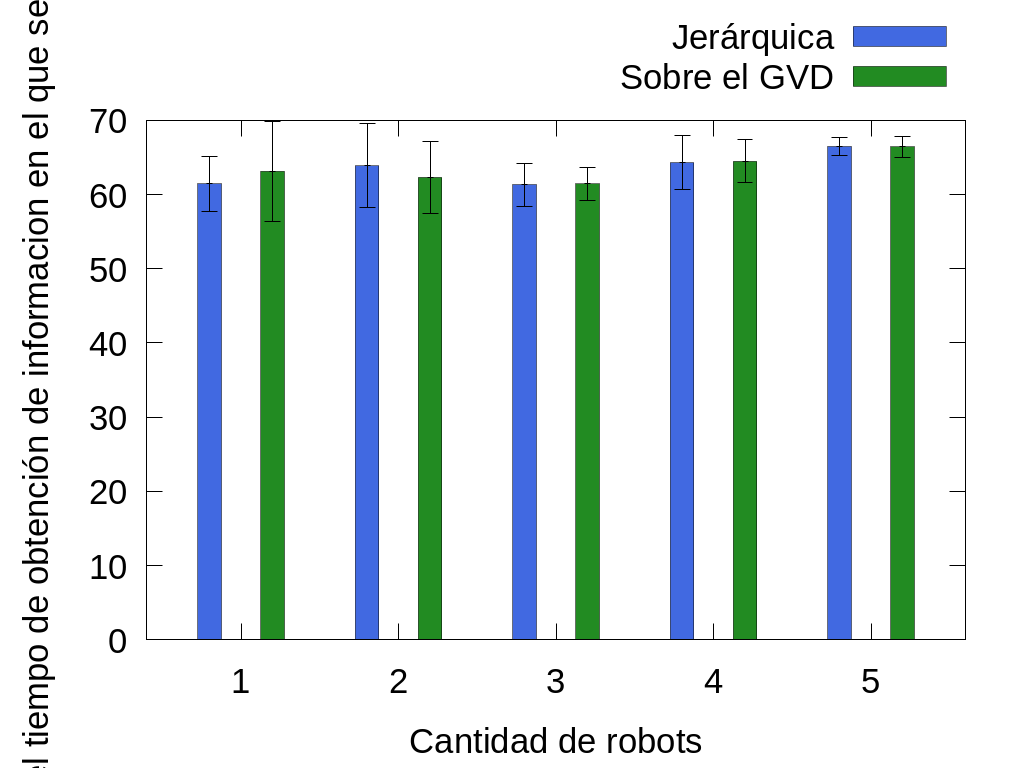 Jerárquica
Sobre el GVD
el tiempo de obtención de informacion en el que se
70
60
50
40
30
20
10
0
1 2 3 4 5
Cantidad de robots